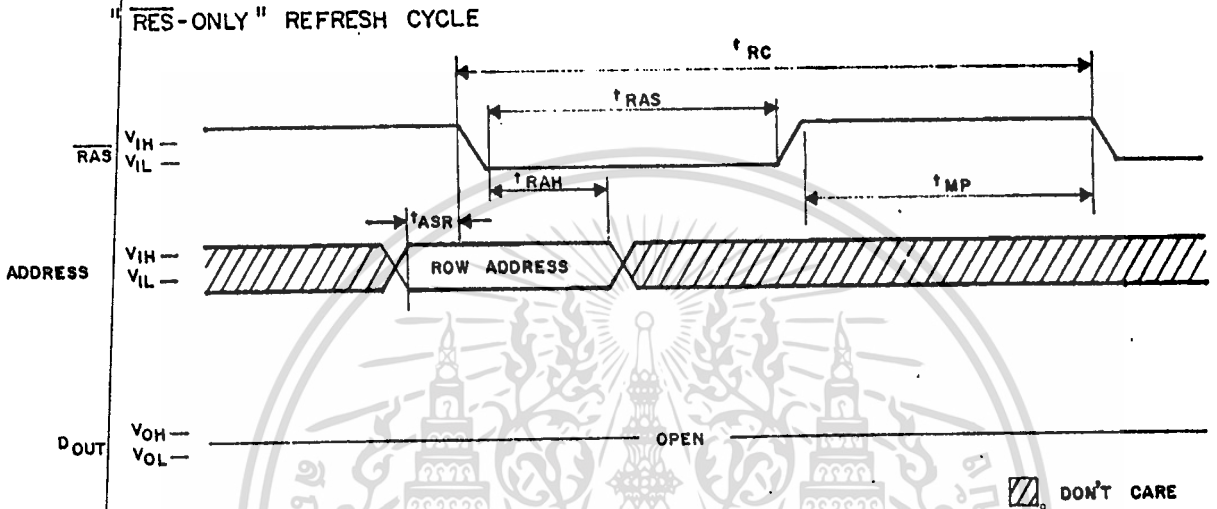 " RES-ONLY " REFRESH CYCLE
tRC
tRAS
RAS VIH
VIL
tRAH
tMP
tASR
ADDRESS VIH
VIL
ROW ADDRESS
DOUT VOH
VOL
OPEN
DON'T CARE